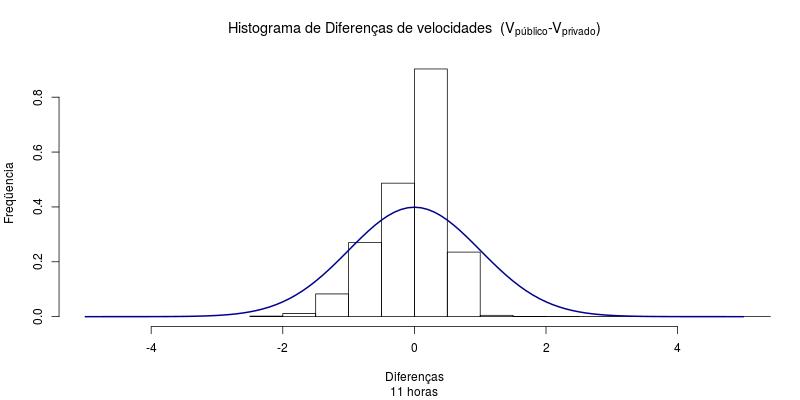 Histograma de Diferenças de velocidades (Vpúblico-Vprivado)
Freqüencia
0.0
0.2
0.4
0.6
0.8
-4
-2
0
2
4
Diferenças
11 horas